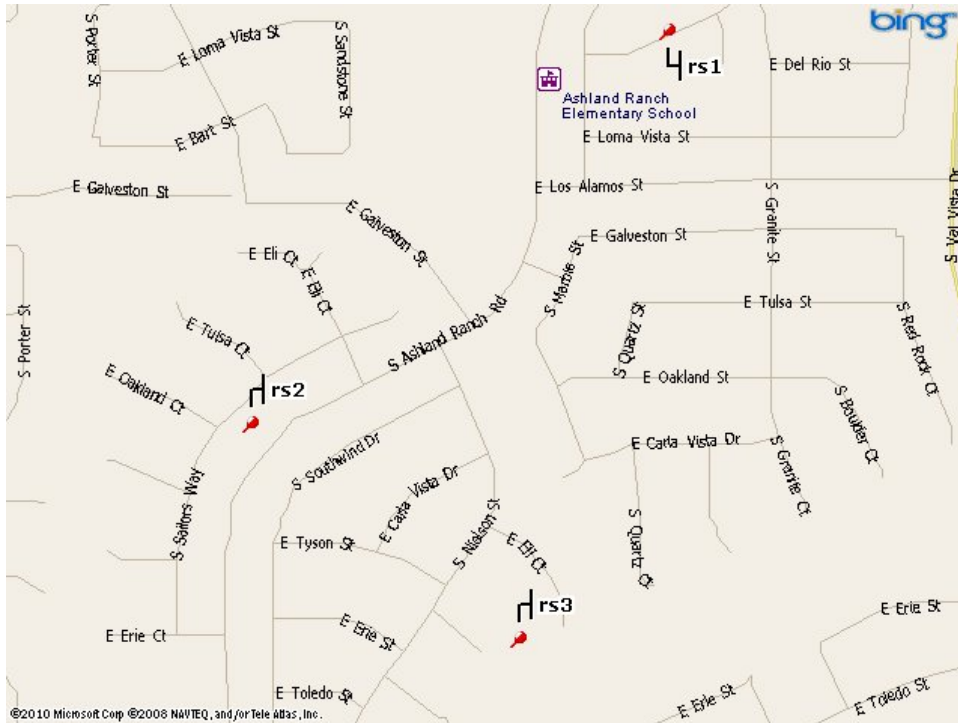 bing
S Porter St
E Loma Vista St
S Sandstone St
rs1
E Del Rio St
Ashland Ranch
Elementary School
E Bart St
E Loma Vista St
E Galveston St
E Los Alamos St
S Granite St
S Val Vista Dr
E Galveston St
E Galveston St
S Marble St
E Eli Ct
E Eli Ct
S Porter St
E Tulsa Ct
S Ashland Ranch Rd
S Quartz St
E Tulsa St
S Red Rock Ct
E Oakland Ct
rs2
E Oakland St
S Boulder Ct
S Southwind Dr
E Carla Vista Dr
S Granite Ct
S Sailors Way
E Carla Vista Dr
S Nielson St
E Tyson St
E Eli Ct
S Quartz Ct
rs3
E Erie Ct
E Erie St
E Erie St
E Toledo St
E Erie St
E Toledo St
©2010 Microsoft Corp ©2008 NAVTEQ, and/or Tele Atlas, Inc.